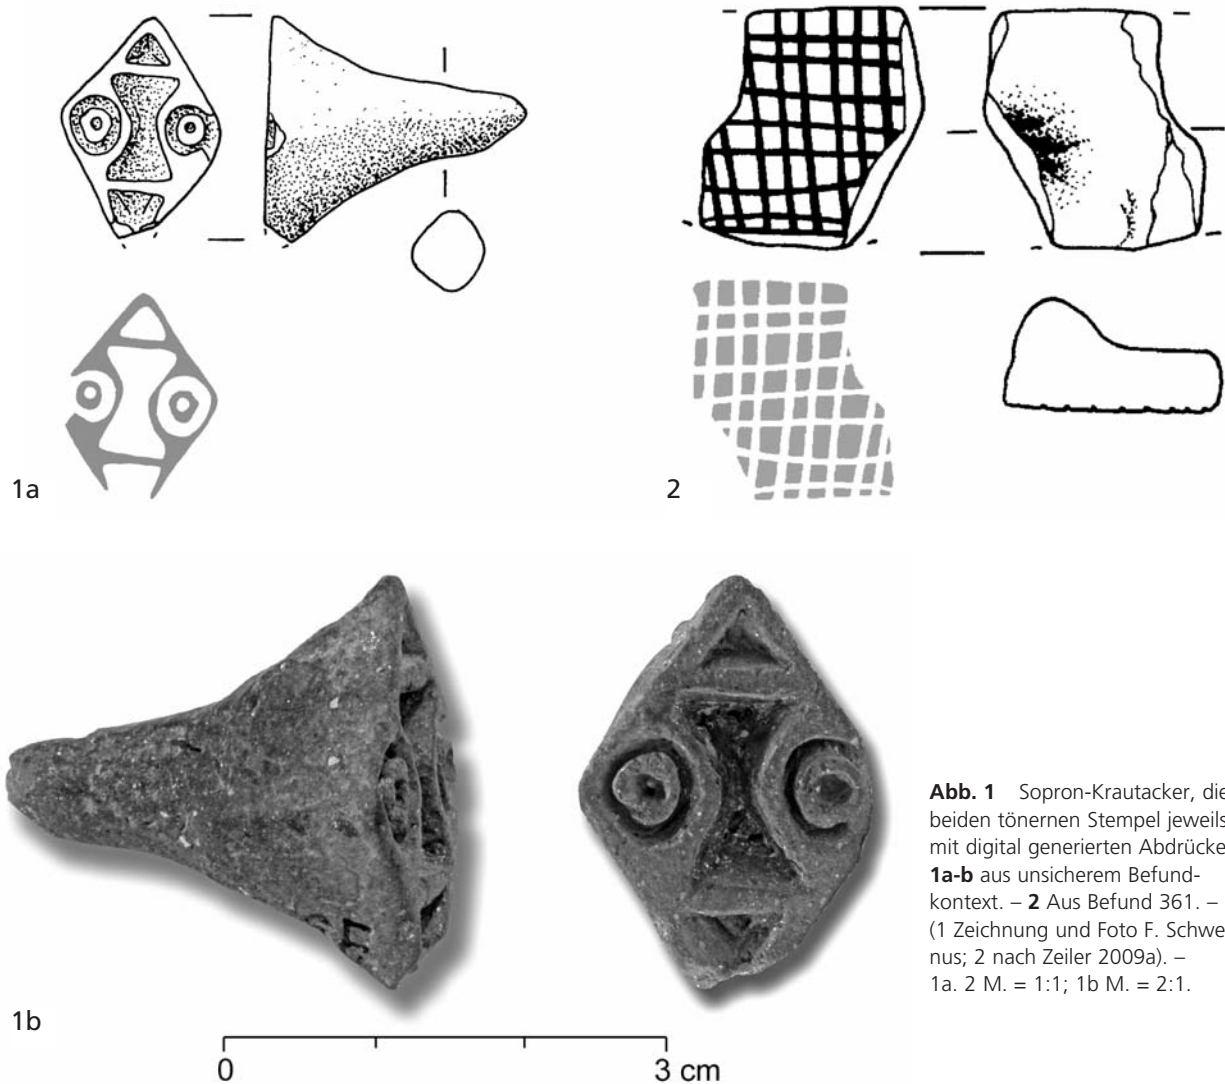 1a
2
1b
0 3 cm
Abb. 1 Sopron-Krautacker, die
beiden tönernen Stempel jeweils
mit digital generierten Abdrücke
1a-b aus unsicherem Befund-
kontext. – 2 Aus Befund 361. –
(1 Zeichnung und Foto F. Schwe
nus; 2 nach Zeiler 2009a). –
1a. 2 M. = 1:1; 1b M. = 2:1.